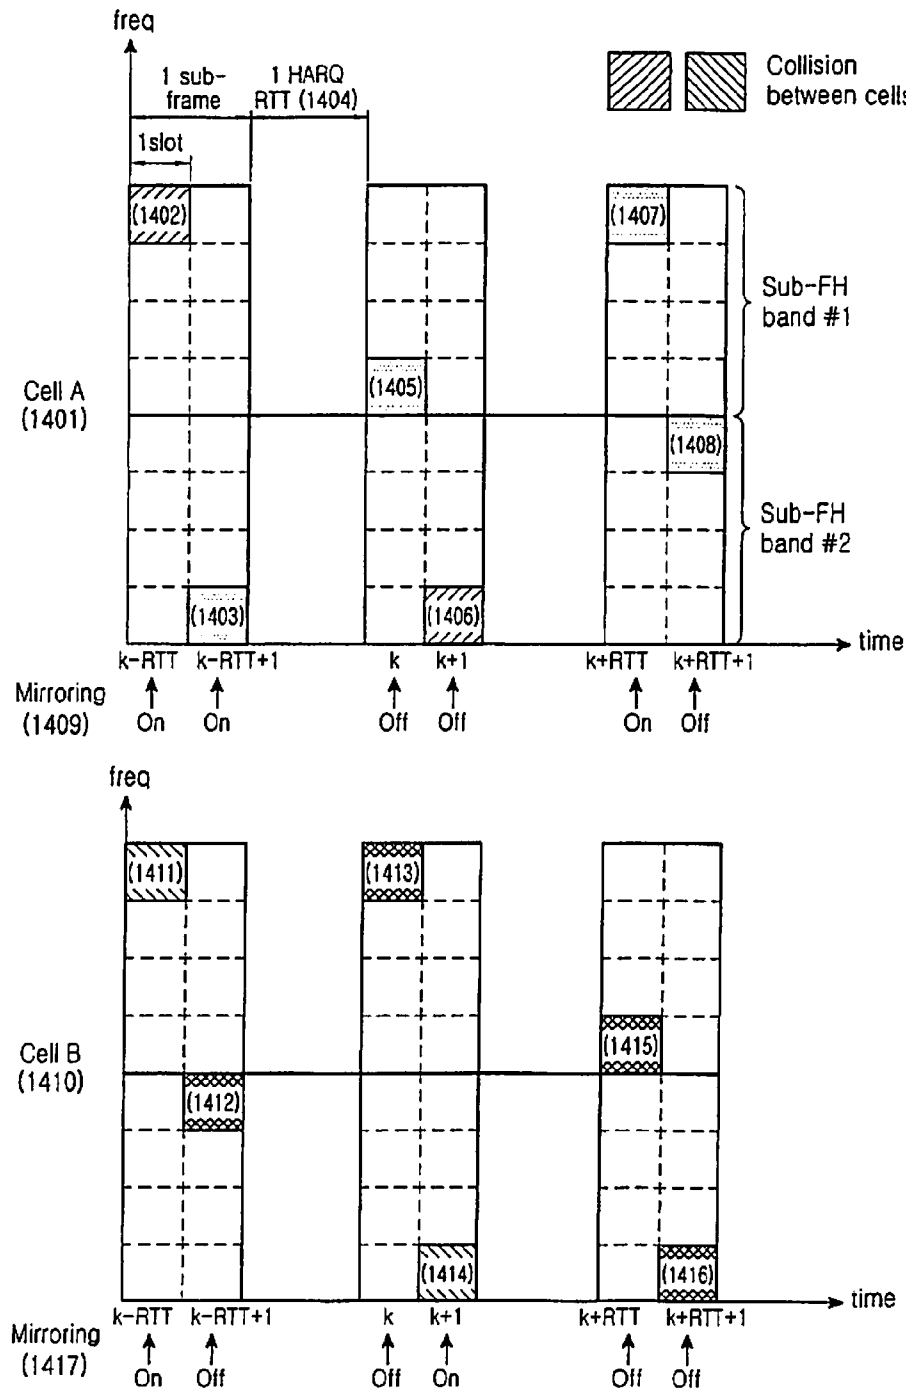 freq
1 sub-
frame
1 HARQ
RTT (1404)
1slot
Collision
between cells
(1402)
(1407)
Sub-FH
band #1
Cell A
(1401)
(1405)
(1408)
Sub-FH
band #2
(1403)
(1406)
time
k-RTT k-RTT+1 k k+1 k+RTT k+RTT+1
Mirroring
(1409)
On On Off Off On Off
freq
(1411)
(1413)
Cell B
(1410)
(1415)
(1412)
(1414)
(1416)
time
k-RTT k-RTT+1 k k+1 k+RTT k+RTT+1
Mirroring
(1417)
On Off Off On Off Off